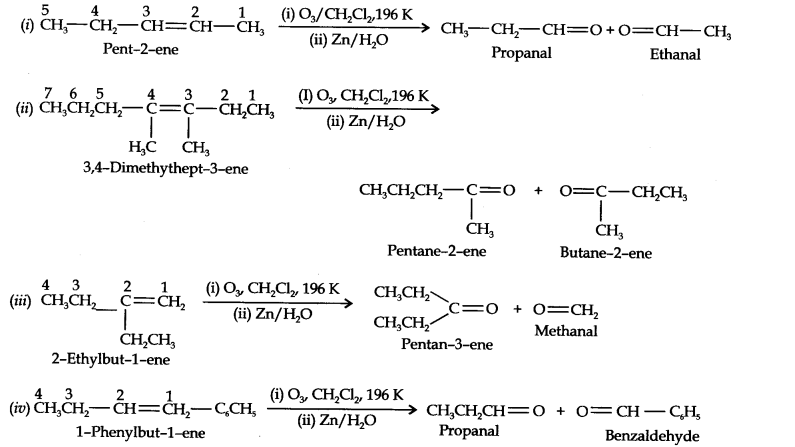 5 4 3 2 1
(i) CH₃—CH₂—CH=CH—CH₃ (i) O₃/CH₂Cl₂,196 K (ii) Zn/H₂O CH₃—CH₂—CH=O + O=CH—CH₃
Pent-2-ene Propanal Ethanal
7 6 5 4 3 2 1
(ii) CH₃CH₂CH₂—C=C—CH₂CH₃ (I) O₃, CH₂Cl₂,196 K (ii) Zn/H₂O
H₃C CH₃
3,4-Dimethythept-3-ene
CH₃CH₂CH₂—C=O + O=C—CH₂CH₃
CH₃ CH₃
Pentane-2-ene Butane-2-ene
4 3 2 1
(iii) CH₃CH₂—C=CH₂ (i) O₃, CH₂Cl₂, 196 K (ii) Zn/H₂O CH₃CH₂ CH₃CH₂ C=O + O=CH₂
CH₂CH₃ Pentan-3-ene Methanal
2-Ethylbut-1-ene
4 3 2 1
(iv) CH₃CH₂—CH=CH₂—C₆CH₅ (i) O₃, CH₂Cl₂, 196 K (ii) Zn/H₂O CH₃CH₂CH=O + O=CH—C₆H₅
1-Phenylbut-1-ene Propanal Benzaldehyde